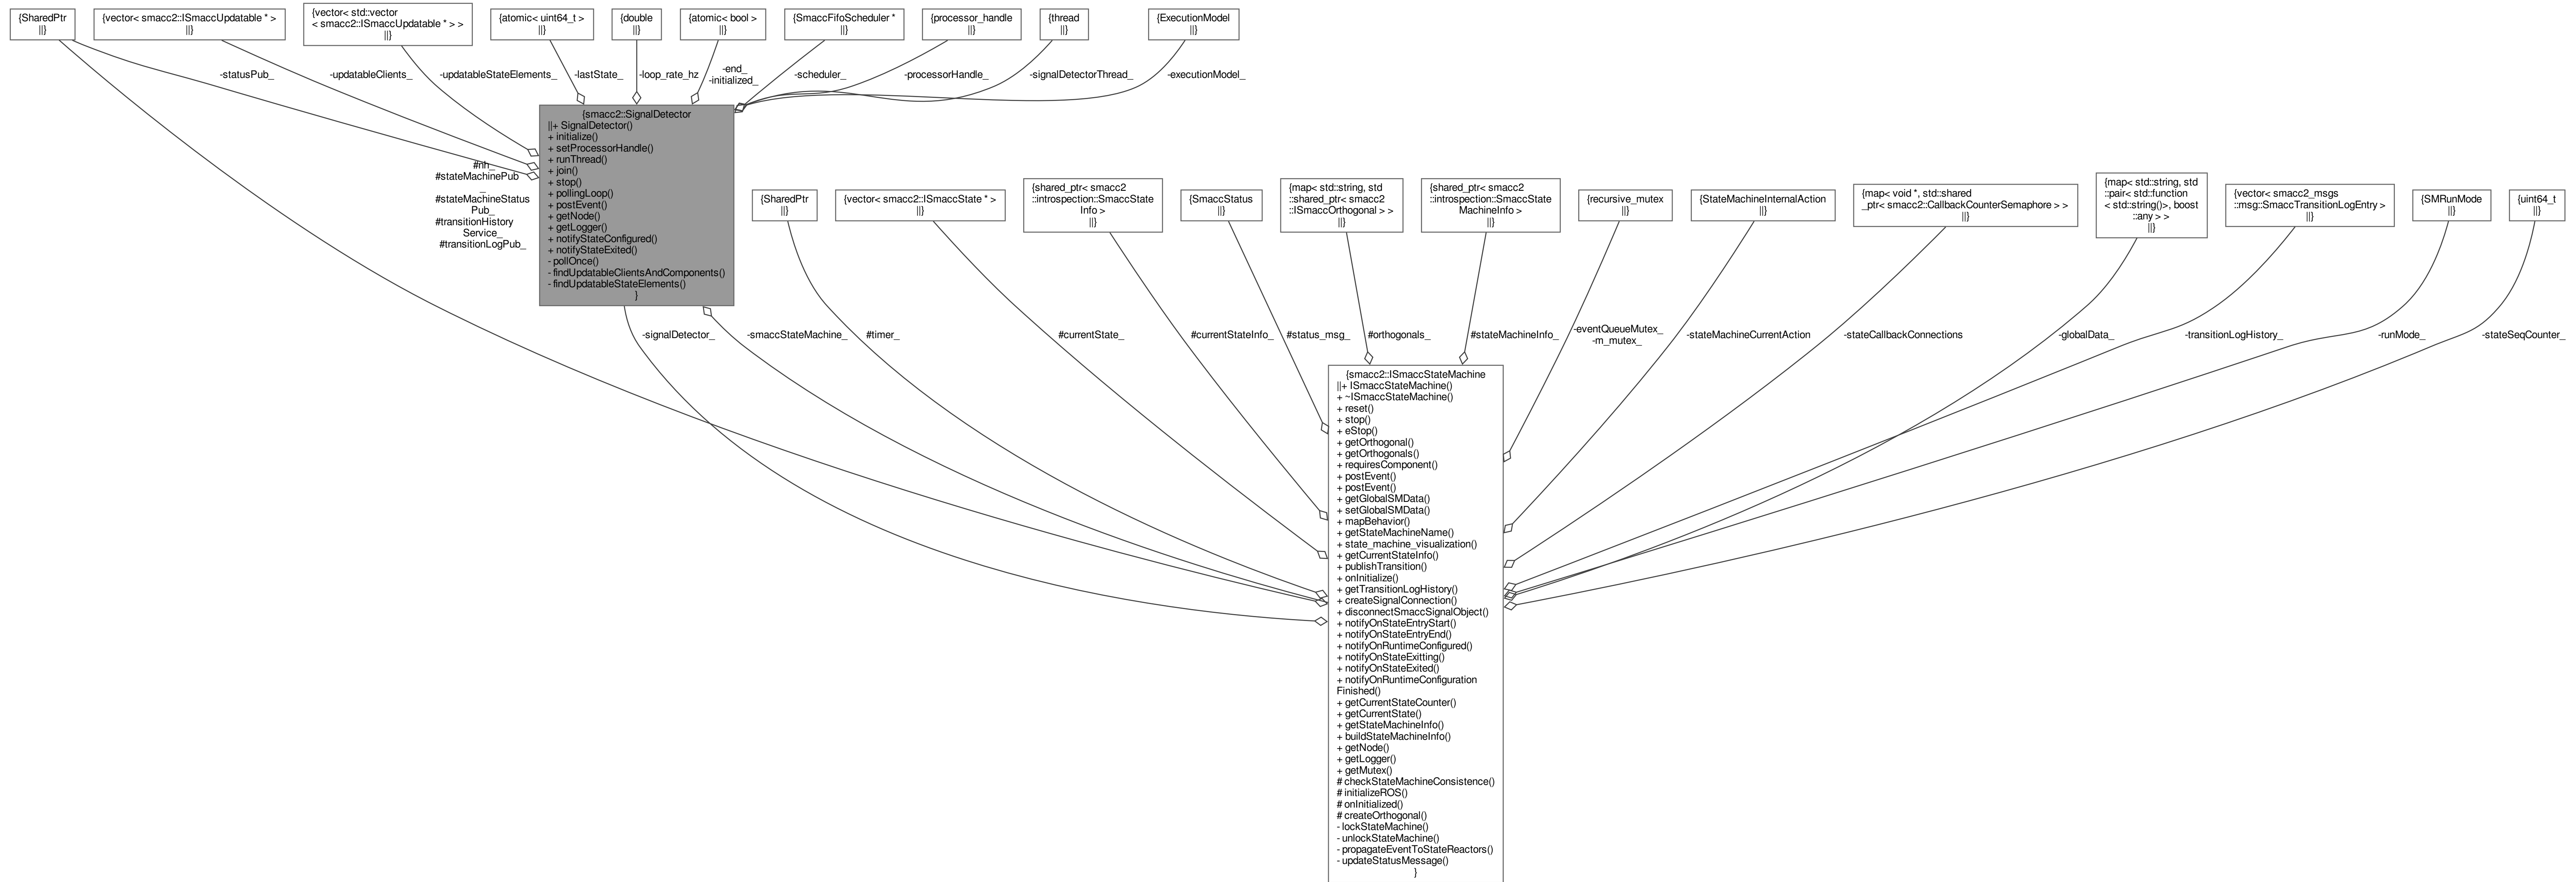 {SharedPtr
||}
{vector< smacc2::ISmaccUpdatable * >
||}
{vector< std::vector
< smacc2::ISmaccUpdatable * > >
||}
{atomic< uint64_t >
||}
{double
||}
{atomic< bool >
||}
{SmaccFifoScheduler *
||}
{processor_handle
||}
{thread
||}
{ExecutionModel
||}
-statusPub_
-updatableClients_
-updatableStateElements_
-lastState_
-loop_rate_hz
-end_
-initialized_
-scheduler_
-processorHandle_
-signalDetectorThread_
-executionModel_
{smacc2::SignalDetector
||+ SignalDetector()
+ initialize()
+ setProcessorHandle()
+ runThread()
+ join()
+ stop()
+ pollingLoop()
+ postEvent()
+ getNode()
+ getLogger()
+ notifyStateConfigured()
+ notifyStateExited()
- pollOnce()
- findUpdatableClientsAndComponents()
- findUpdatableStateElements()
}
#nh_
#stateMachinePub
_
#stateMachineStatus
Pub_
#transitionHistory
Service_
#transitionLogPub_
{SharedPtr
||}
{vector< smacc2::ISmaccState * >
||}
{shared_ptr< smacc2
::introspection::SmaccState
Info >
||}
{SmaccStatus
||}
{map< std::string, std
::shared_ptr< smacc2
::ISmaccOrthogonal > >
||}
{shared_ptr< smacc2
::introspection::SmaccState
MachineInfo >
||}
{recursive_mutex
||}
{StateMachineInternalAction
||}
{map< void *, std::shared
_ptr< smacc2::CallbackCounterSemaphore > >
||}
{map< std::string, std
::pair< std::function
< std::string()>, boost
::any > >
||}
{vector< smacc2_msgs
::msg::SmaccTransitionLogEntry >
||}
{SMRunMode
||}
{uint64_t
||}
-signalDetector_
-smaccStateMachine_
#timer_
#currentState_
#currentStateInfo_
#status_msg_
#orthogonals_
#stateMachineInfo_
-eventQueueMutex_
-m_mutex_
-stateMachineCurrentAction
-stateCallbackConnections
-globalData_
-transitionLogHistory_
-runMode_
-stateSeqCounter_
{smacc2::ISmaccStateMachine
||+ ISmaccStateMachine()
+ ~ISmaccStateMachine()
+ reset()
+ stop()
+ eStop()
+ getOrthogonal()
+ getOrthogonals()
+ requiresComponent()
+ postEvent()
+ postEvent()
+ getGlobalSMData()
+ setGlobalSMData()
+ mapBehavior()
+ getStateMachineName()
+ state_machine_visualization()
+ getCurrentStateInfo()
+ publishTransition()
+ onInitialize()
+ getTransitionLogHistory()
+ createSignalConnection()
+ disconnectSmaccSignalObject()
+ notifyOnStateEntryStart()
+ notifyOnStateEntryEnd()
+ notifyOnRuntimeConfigured()
+ notifyOnStateExitting()
+ notifyOnStateExited()
+ notifyOnRuntimeConfiguration
Finished()
+ getCurrentStateCounter()
+ getCurrentState()
+ getStateMachineInfo()
+ buildStateMachineInfo()
+ getNode()
+ getLogger()
+ getMutex()
# checkStateMachineConsistence()
# initializeROS()
# onInitialized()
# createOrthogonal()
- lockStateMachine()
- unlockStateMachine()
- propagateEventToStateReactors()
- updateStatusMessage()
}